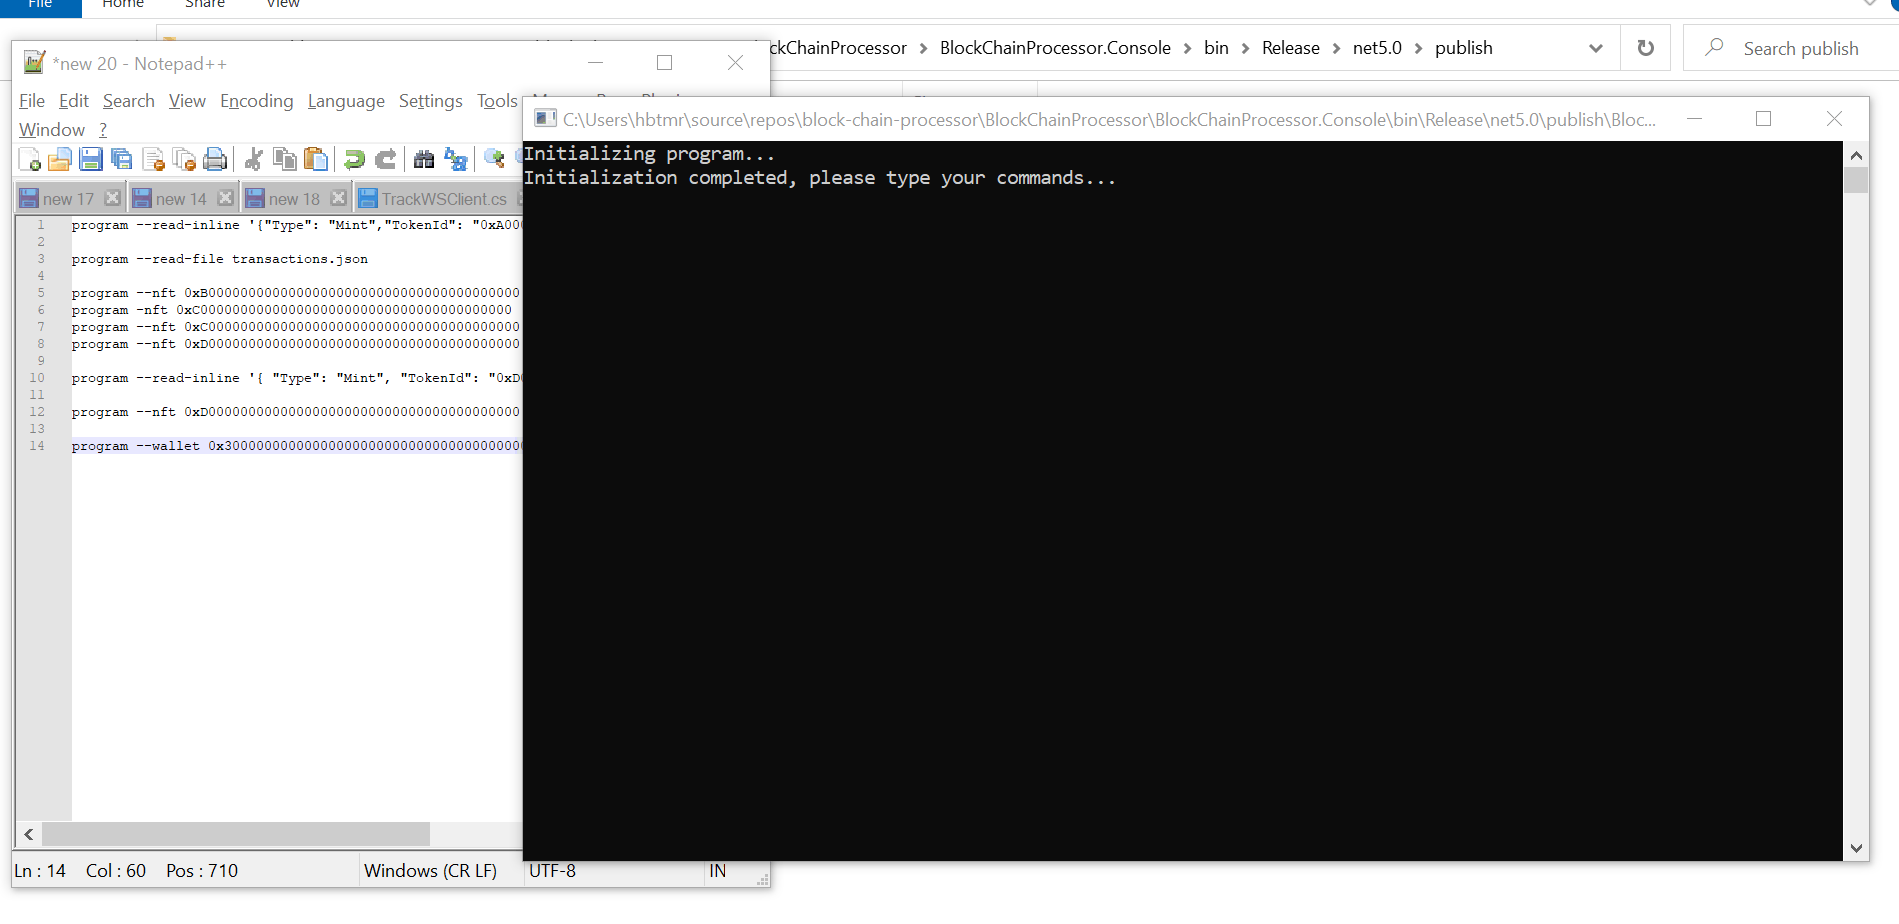 File Home Share View
ckChainProcessor > BlockChainProcessor.Console > bin > Release > net5.0 > publish
Search publish
*new 20 - Notepad++
File Edit Search View Encoding Language Settings Tools
Window ?
new 17 new 14 new 18 TrackWSClient.cs
1 program --read-inline '{"Type": "Mint","TokenId": "0xA00
2
3 program --read-file transactions.json
4
5 program --nft 0xB000000000000000000000000000000000000000
6 program -nft 0xC000000000000000000000000000000000000000
7 program --nft 0xC000000000000000000000000000000000000000
8 program --nft 0xD000000000000000000000000000000000000000
9
10 program --read-inline '{ "Type": "Mint", "TokenId": "0xD
11
12 program --nft 0xD000000000000000000000000000000000000000
13
14 program --wallet 0x3000000000000000000000000000000000000
Ln : 14 Col : 60 Pos : 710 Windows (CR LF) UTF-8 IN
C:\Users\hbtmr\source\repos\block-chain-processor\BlockChainProcessor\BlockChainProcessor.Console\bin\Release\net5.0\publish\Bloc...
Initializing program...
Initialization completed, please type your commands...